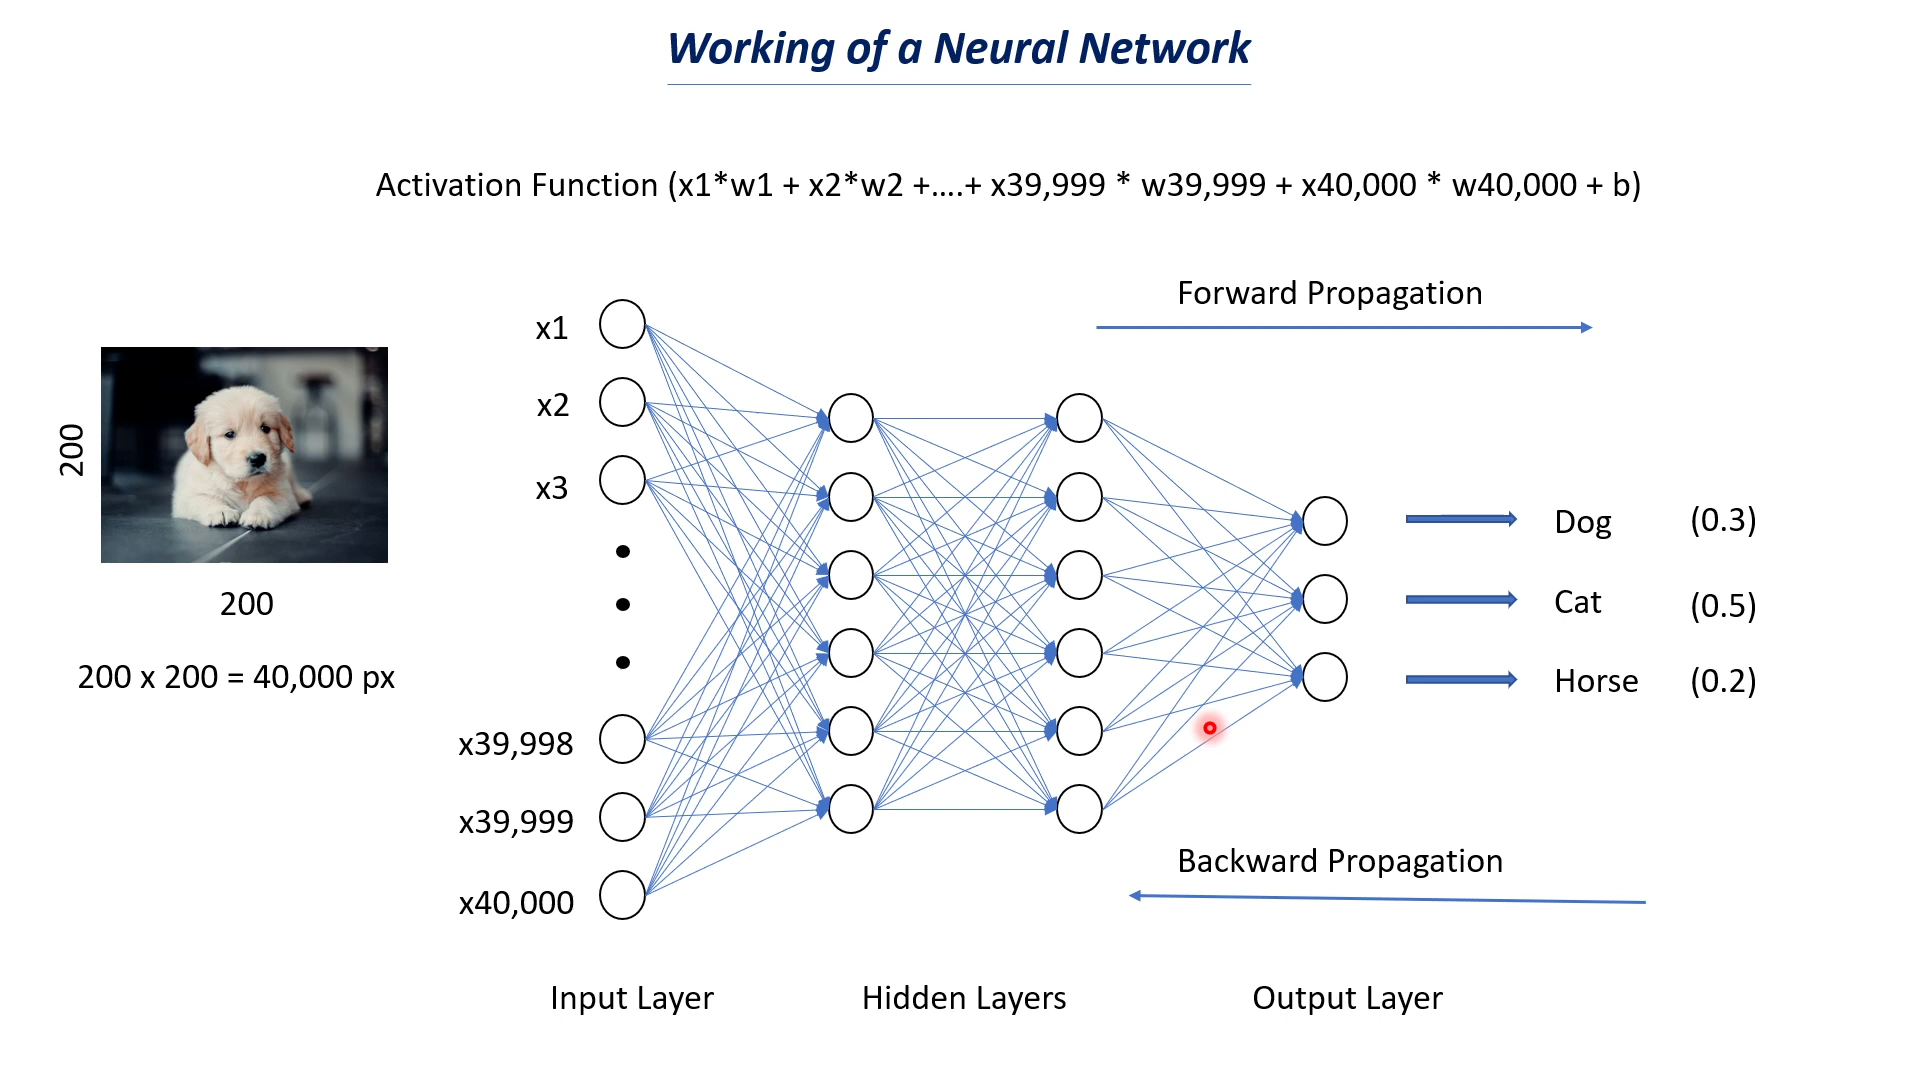 Working of a Neural Network
Activation Function (x1*w1 + x2*w2 +....+ x39,999 * w39,999 + x40,000 * w40,000 + b)
Forward Propagation
x1
x2
x3
200
200
200 x 200 = 40,000 px
x39,998
x39,999
x40,000
Dog (0.3)
Cat (0.5)
Horse (0.2)
Backward Propagation
Input Layer
Hidden Layers
Output Layer